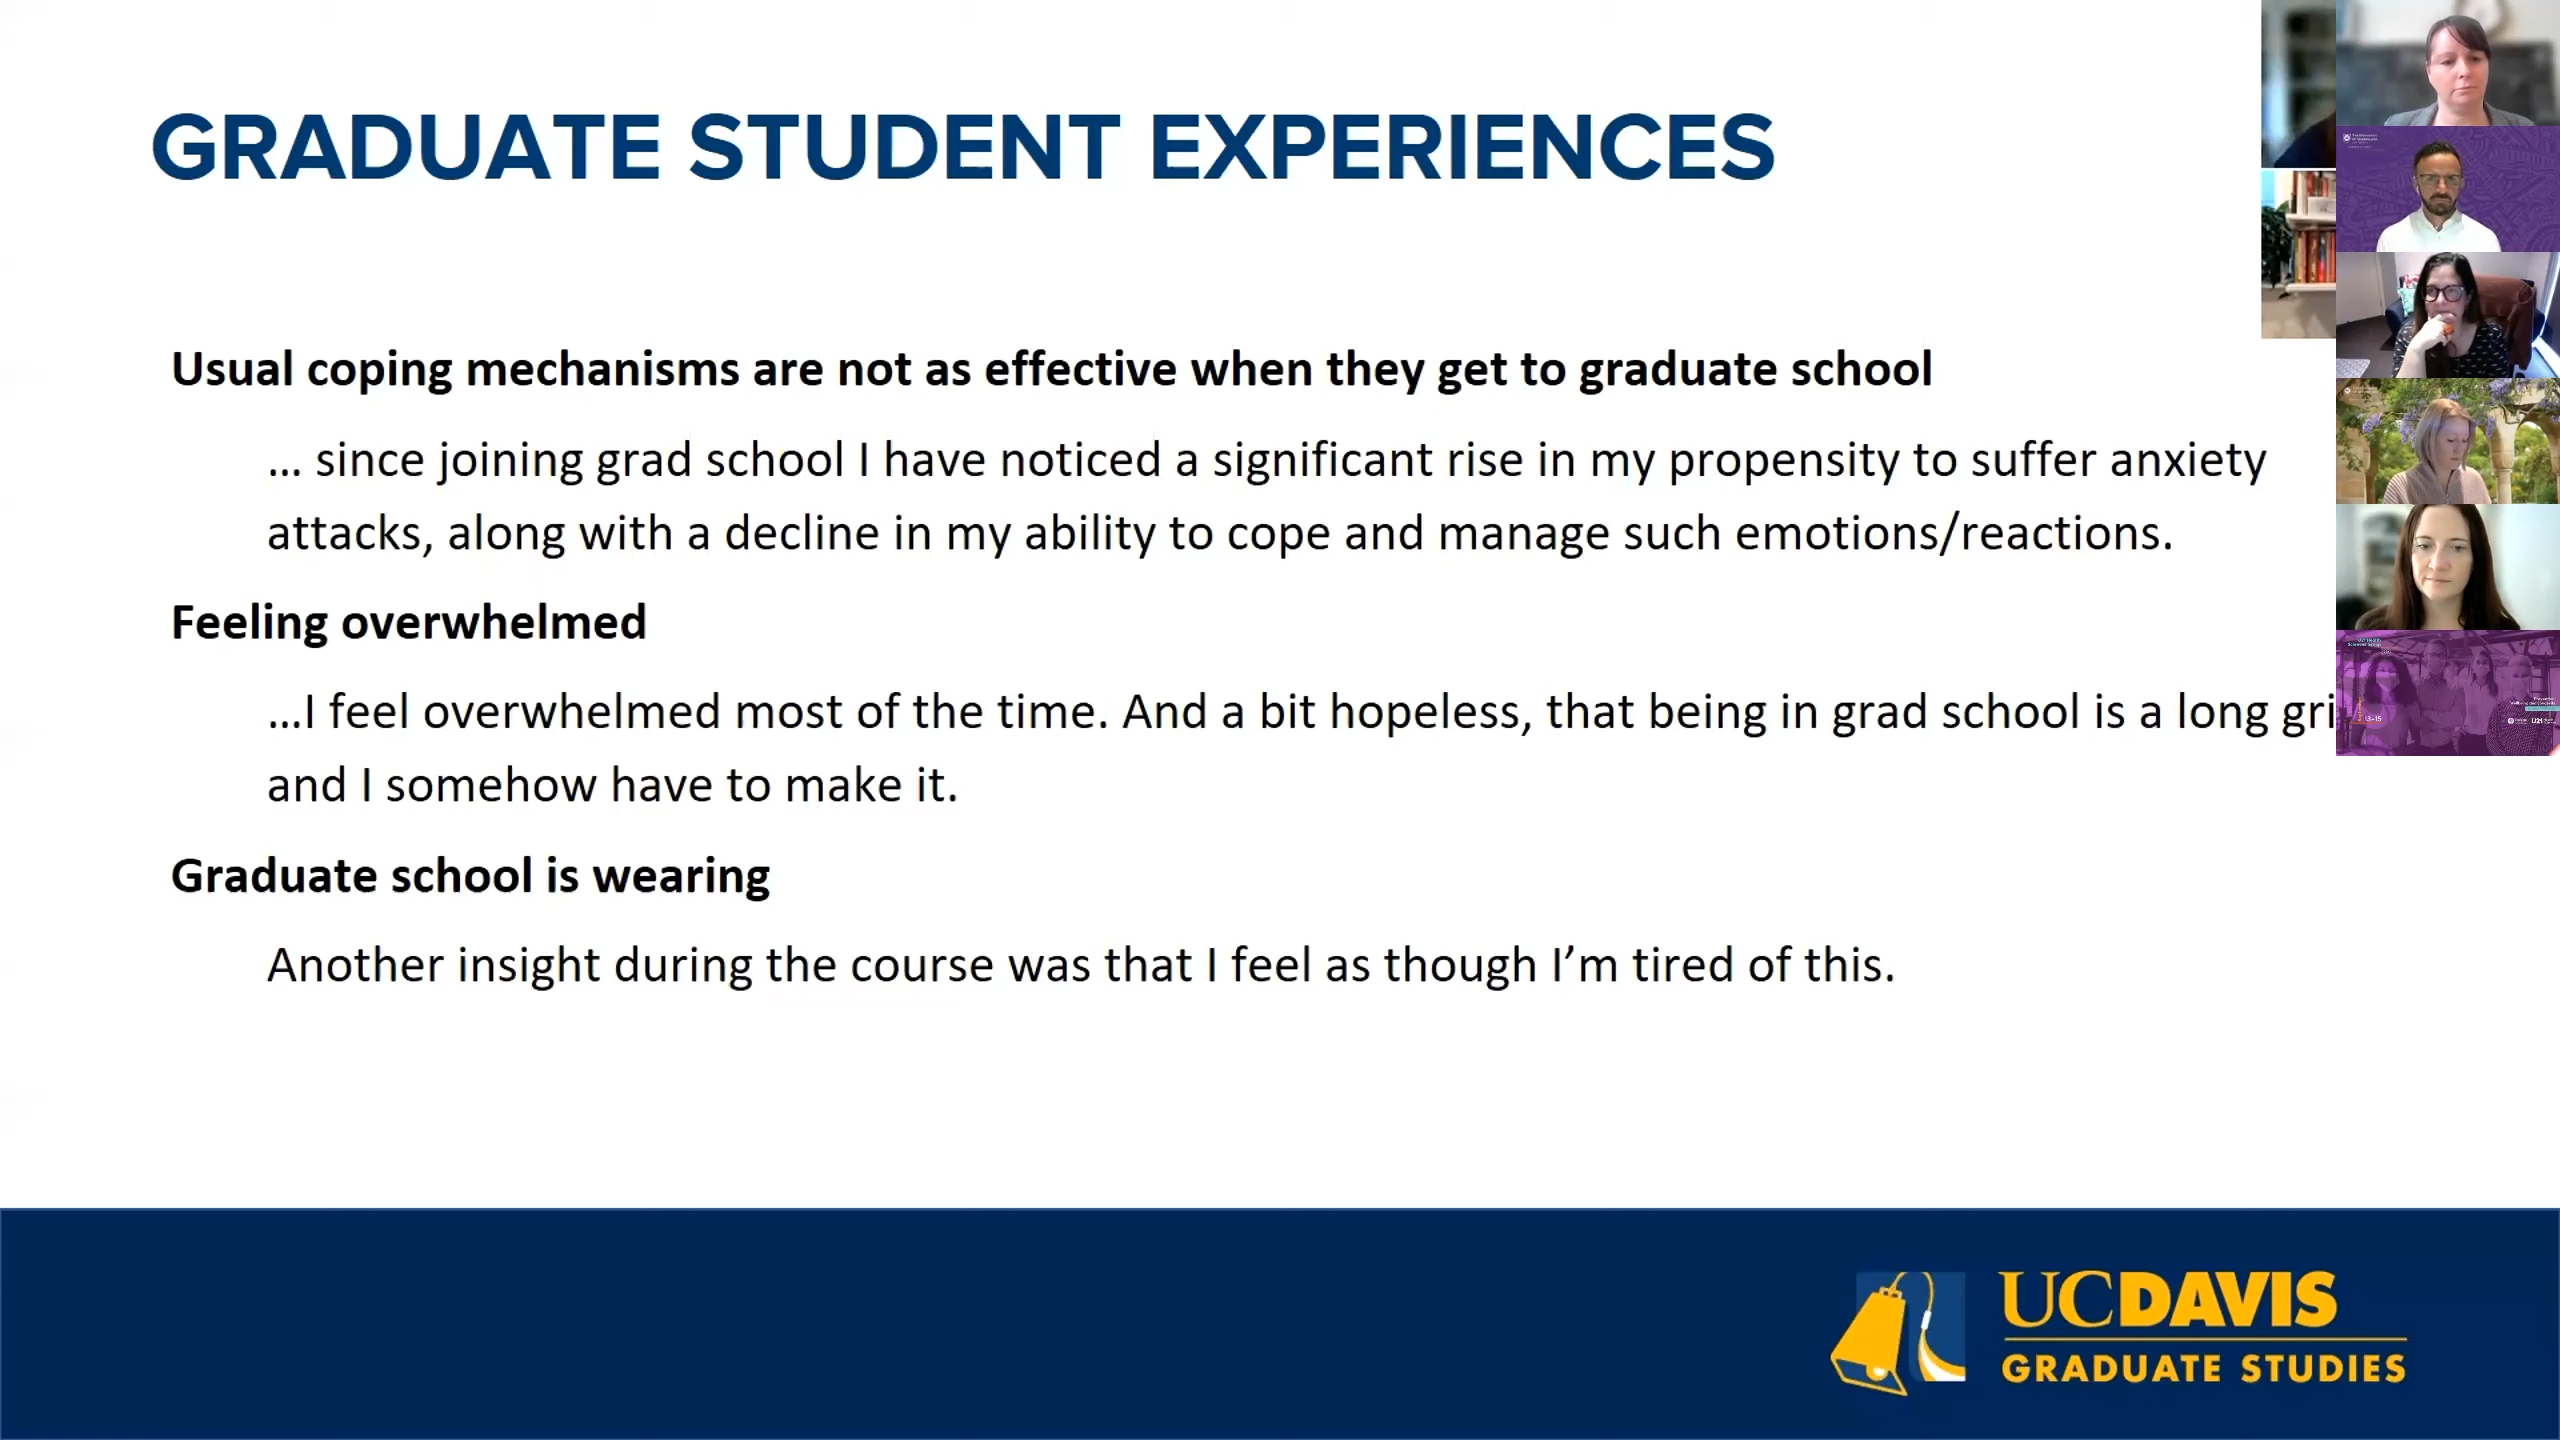 GRADUATE STUDENT EXPERIENCES
Usual coping mechanisms are not as effective when they get to graduate school
... since joining grad school I have noticed a significant rise in my propensity to suffer anxiety
attacks, along with a decline in my ability to cope and manage such emotions/reactions.
Feeling overwhelmed
...I feel overwhelmed most of the time. And a bit hopeless, that being in grad school is a long gri
and I somehow have to make it.
Graduate school is wearing
Another insight during the course was that I feel as though I’m tired of this.
13-15
U21
UCDAVIS
GRADUATE STUDIES